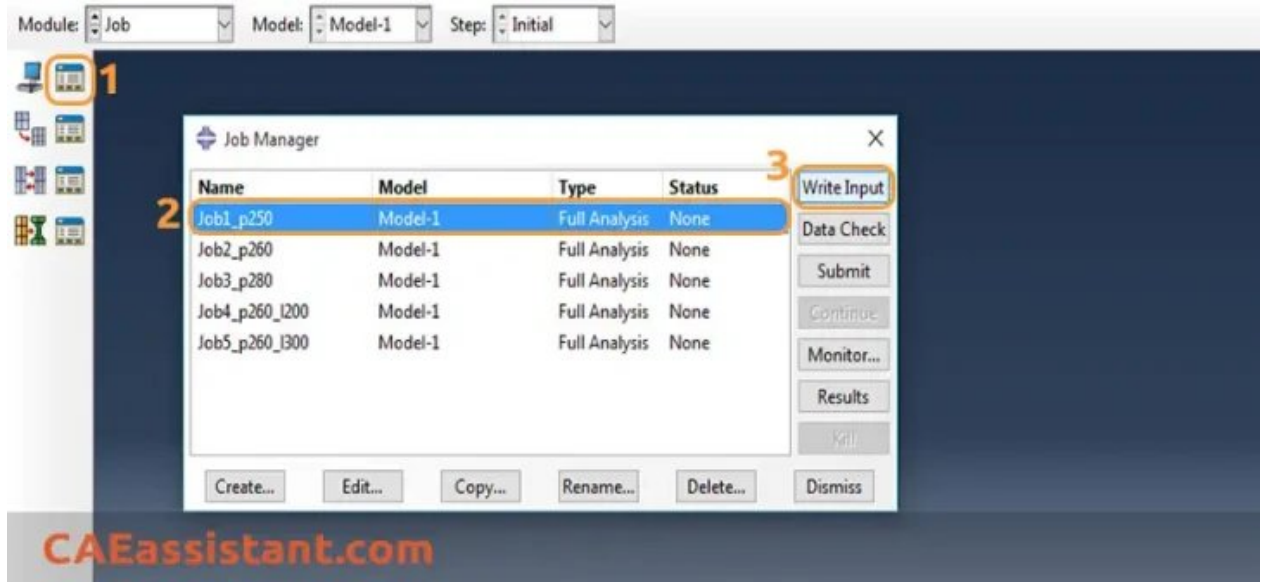 Module: Job Model: Model-1 Step: Initial
1
Job Manager
3
Name Model Type Status Write Input
2
Job1_p250 Model-1 Full Analysis None
Data Check
Job2_p260 Model-1 Full Analysis None
Submit
Job3_p280 Model-1 Full Analysis None
Job4_p260_l200 Model-1 Full Analysis None Continue
Job5_p260_l300 Model-1 Full Analysis None
Monitor...
Results
Kill
Create... Edit... Copy... Rename... Delete... Dismiss
CAEassistant.com